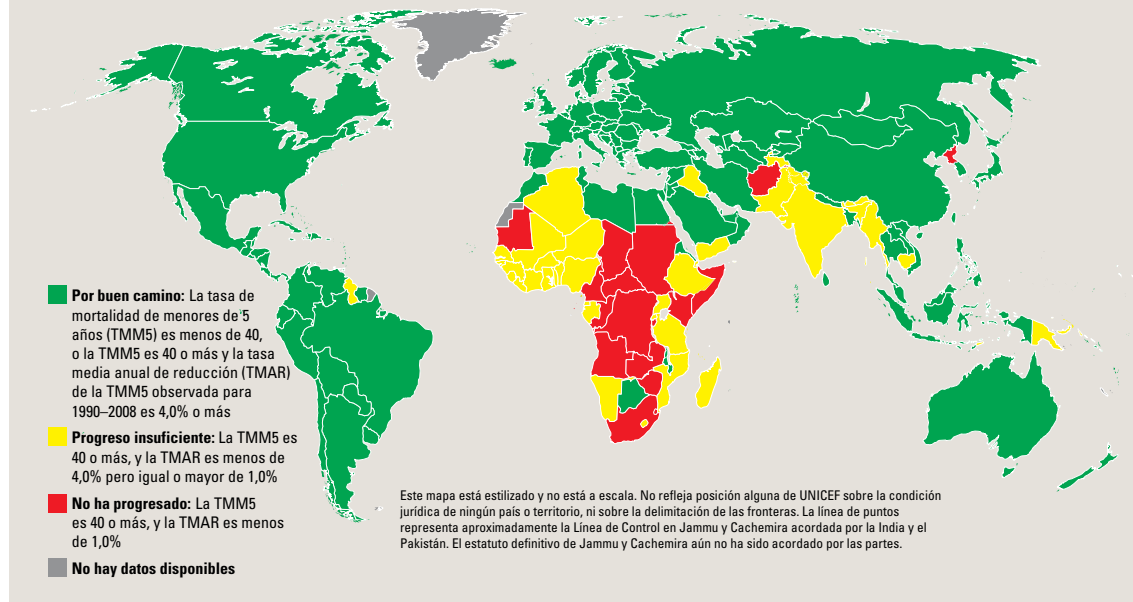 Por buen camino: La tasa de
mortalidad de menores de 5
años (TMM5) es menos de 40,
o la TMM5 es 40 o más y la tasa
media anual de reducción (TMAR)
de la TMM5 observada para
1990–2008 es 4,0% o más
Progreso insuficiente: La TMM5 es
40 o más, y la TMAR es menos de
4,0% pero igual o mayor de 1,0%
No ha progresado: La TMM5
es 40 o más, y la TMAR es menos
de 1,0%
No hay datos disponibles
Este mapa está estilizado y no está a escala. No refleja posición alguna de UNICEF sobre la condición
jurídica de ningún país o territorio, ni sobre la delimitación de las fronteras. La línea de puntos
representa aproximadamente la Línea de Control en Jammu y Cachemira acordada por la India y el
Pakistán. El estatuto definitivo de Jammu y Cachemira aún no ha sido acordado por las partes.